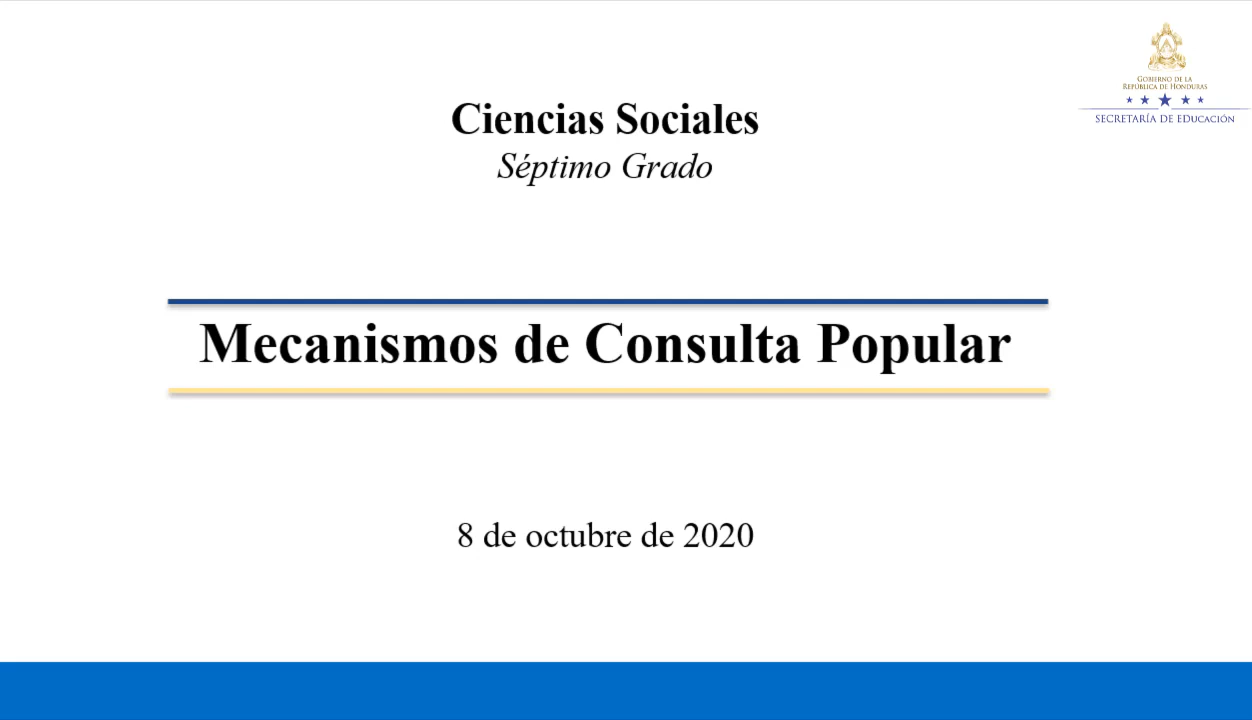 Ciencias Sociales
Séptimo Grado
GOBIERNO DE LA
REPÚBLICA DE HONDURAS
SECRETARÍA DE EDUCACIÓN
Mecanismos de Consulta Popular
8 de octubre de 2020